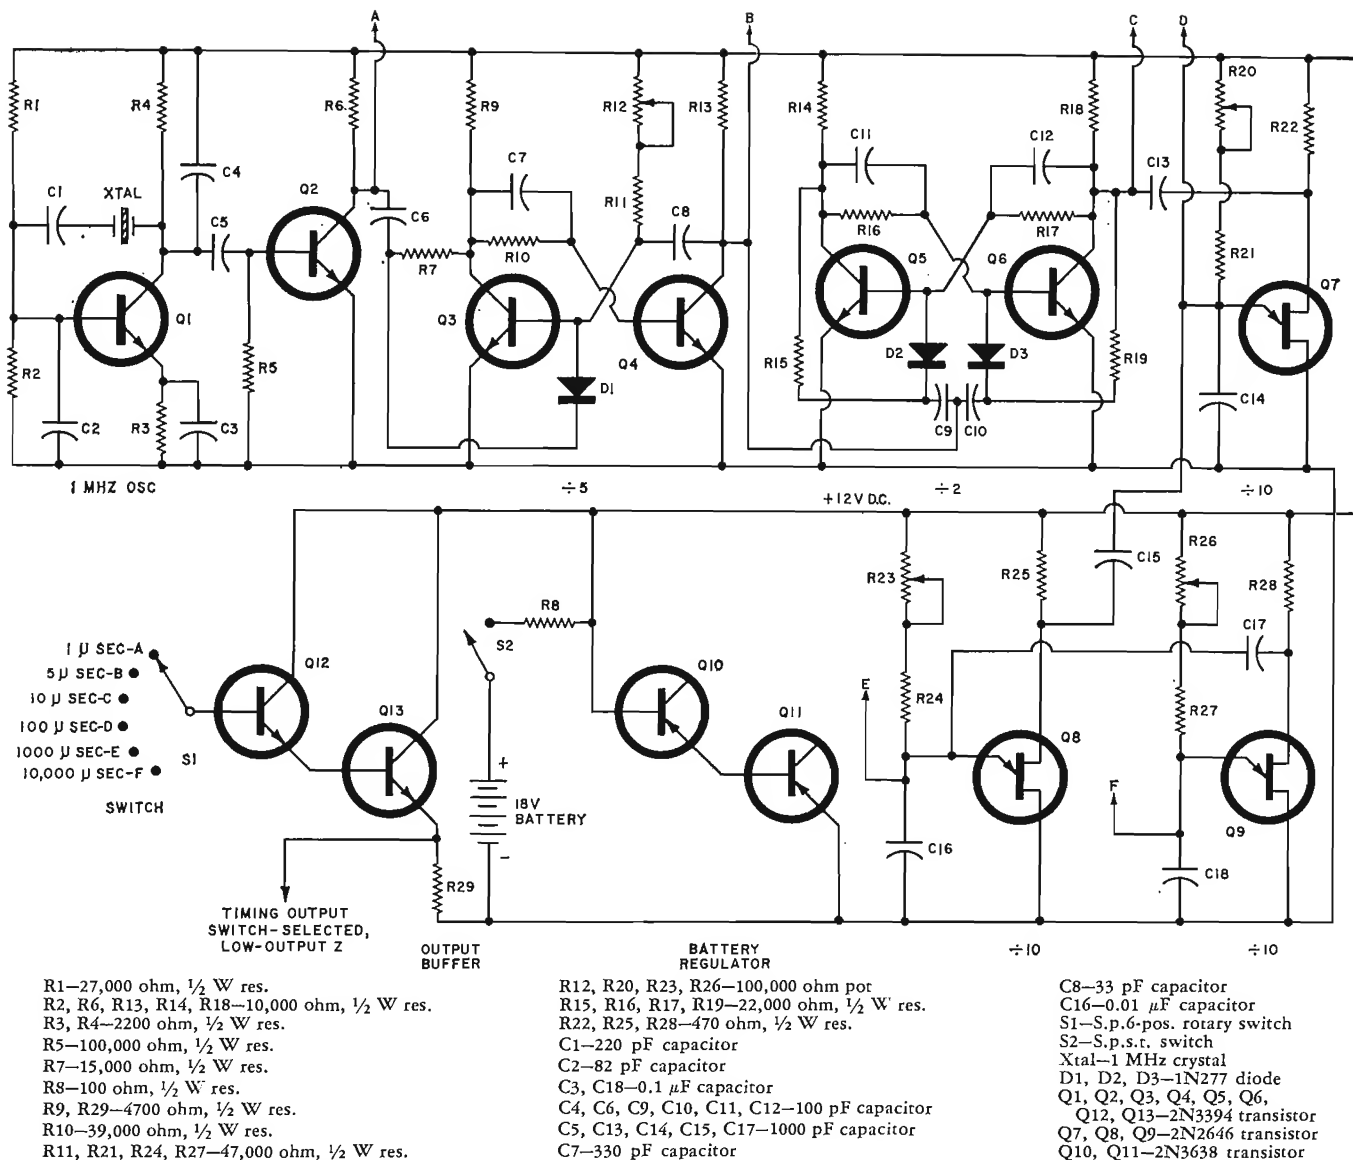 A B C D
R1 R4 R6 R9 R12 R13 R14 R18 R20 R22
C4 C7 C11 C12 C13
C1 XTAL Q2 C6 R11 C8 R16 R17 R21
C5 R7 R10 Q5 Q6 Q7
Q1 Q3 Q4
R2 R5 D1 R15 D2 D3 R19
C2 R3 C3 C9 C10 C14
1 MHZ OSC ÷5 ÷2 ÷10
+12V D.C.
R8 R23 R25 C15 R26 R28
1 μ SEC-A
5 μ SEC-B
10 μ SEC-C
100 μ SEC-D
1000 μ SEC-E
10,000 μ SEC-F
S1
SWITCH
Q12 Q13 S2 Q10 Q11 E R24 Q8 C17 R27 F Q9
+
18V
BATTERY
-
R29 C16 C18
TIMING OUTPUT
SWITCH-SELECTED,
LOW-OUTPUT Z
OUTPUT
BUFFER
BATTERY
REGULATOR
÷10 ÷10
R1—27,000 ohm, ½ W res.
R2, R6, R13, R14, R18—10,000 ohm, ½ W res.
R3, R4—2200 ohm, ½ W res.
R5—100,000 ohm, ½ W res.
R7—15,000 ohm, ½ W res.
R8—100 ohm, ½ W res.
R9, R29—4700 ohm, ½ W res.
R10—39,000 ohm, ½ W res.
R11, R21, R24, R27—47,000 ohm, ½ W res.
R12, R20, R23, R26—100,000 ohm pot
R15, R16, R17, R19—22,000 ohm, ½ W res.
R22, R25, R28—470 ohm, ½ W res.
C1—220 pF capacitor
C2—82 pF capacitor
C3, C18—0.1 μF capacitor
C4, C6, C9, C10, C11, C12—100 pF capacitor
C5, C13, C14, C15, C17—1000 pF capacitor
C7—330 pF capacitor
C8—33 pF capacitor
C16—0.01 μF capacitor
S1—S.p.6-pos. rotary switch
S2—S.p.s.t. switch
Xtal—1 MHz crystal
D1, D2, D3—1N277 diode
Q1, Q2, Q3, Q4, Q5, Q6,
Q12, Q13—2N3394 transistor
Q7, Q8, Q9—2N2646 transistor
Q10, Q11—2N3638 transistor